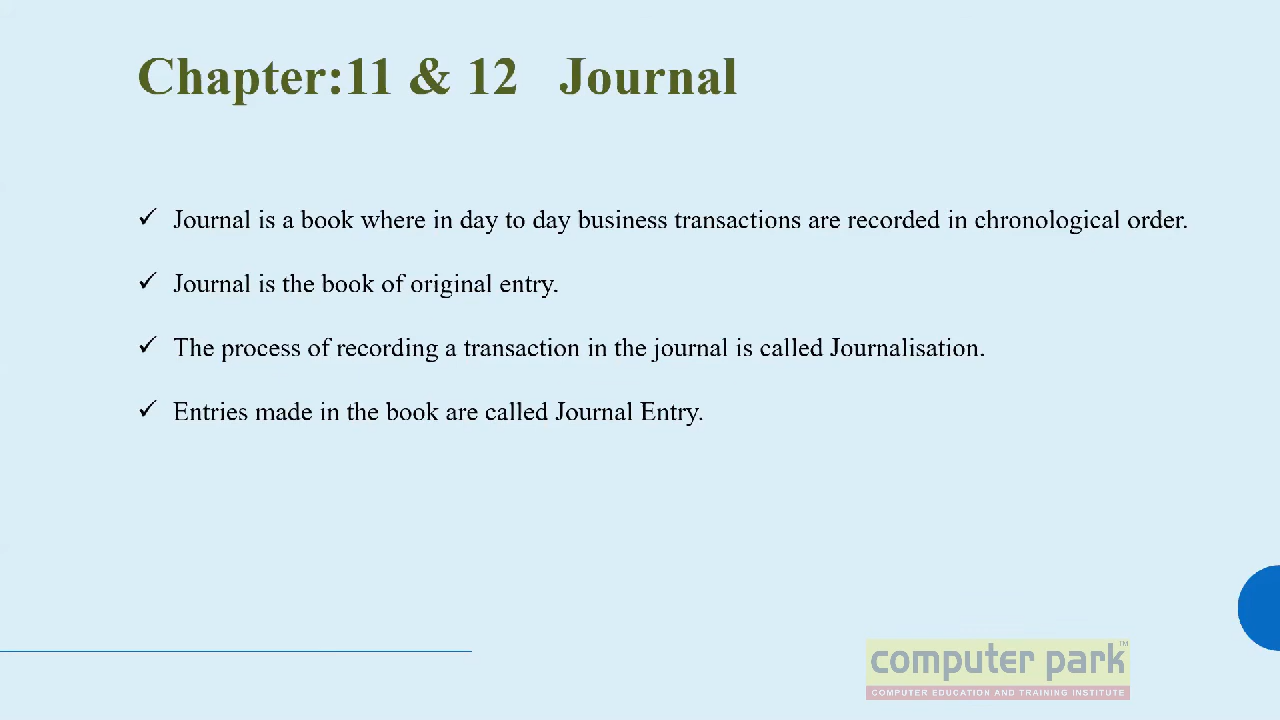 Chapter:11 & 12 Journal
✓ Journal is a book where in day to day business transactions are recorded in chronological order.
✓ Journal is the book of original entry.
✓ The process of recording a transaction in the journal is called Journalisation.
✓ Entries made in the book are called Journal Entry.
computer park™
COMPUTER EDUCATION AND TRAINING INSTITUTE